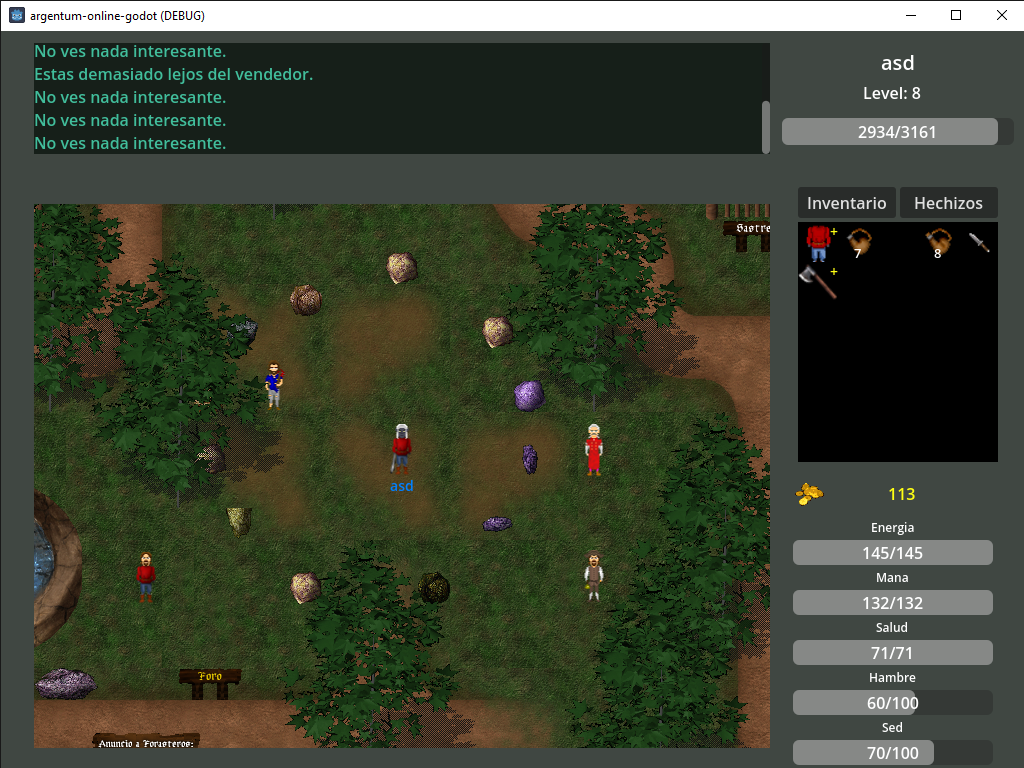 argentum-online-godot (DEBUG)
No ves nada interesante.
Estas demasiado lejos del vendedor.
No ves nada interesante.
No ves nada interesante.
No ves nada interesante.
asd
Level: 8
2934/3161
Inventario
Hechizos
+
7
8
+
Sastre
asd
Foro
Anuncio a Forasteros:
113
Energia
145/145
Mana
132/132
Salud
71/71
Hambre
60/100
Sed
70/100